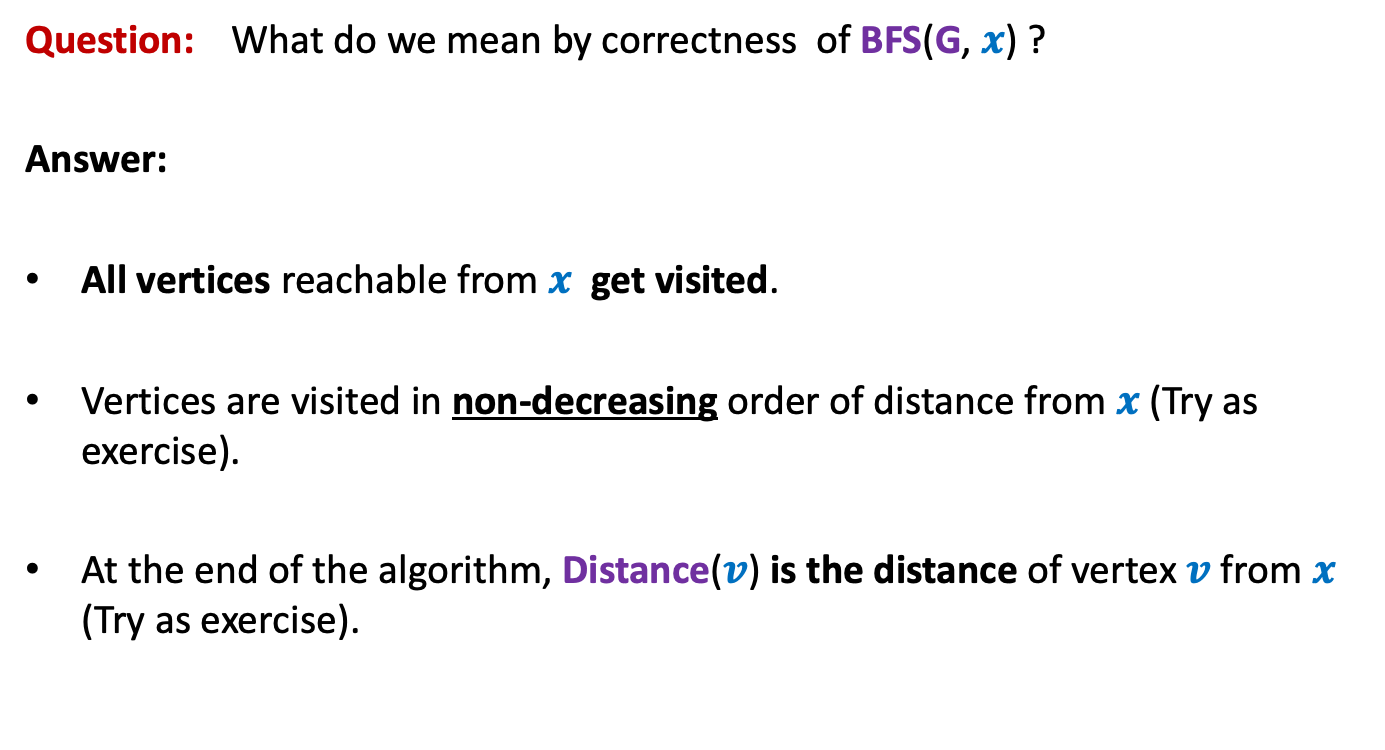 Question: What do we mean by correctness of BFS(G, x) ?
Answer:
• All vertices reachable from x get visited.
• Vertices are visited in non-decreasing order of distance from x (Try as
exercise).
• At the end of the algorithm, Distance(v) is the distance of vertex v from x
(Try as exercise).